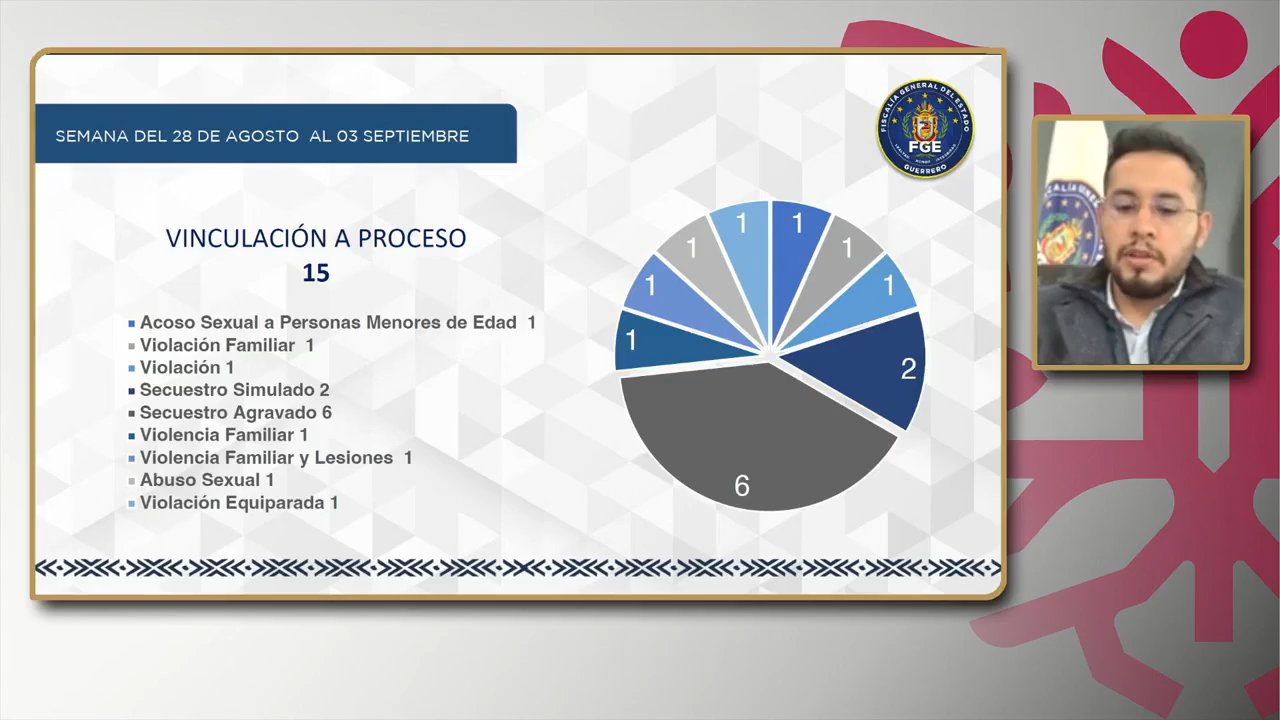 SEMANA DEL 28 DE AGOSTO AL 03 SEPTIEMBRE
FISCALÍA GENERAL DEL ESTADO
FGE
GUERRERO
VINCULACIÓN A PROCESO
15
Acoso Sexual a Personas Menores de Edad 1
Violación Familiar 1
Violación 1
Secuestro Simulado 2
Secuestro Agravado 6
Violencia Familiar 1
Violencia Familiar y Lesiones 1
Abuso Sexual 1
Violación Equiparada 1
1
1
1
2
6
1
1
1
1